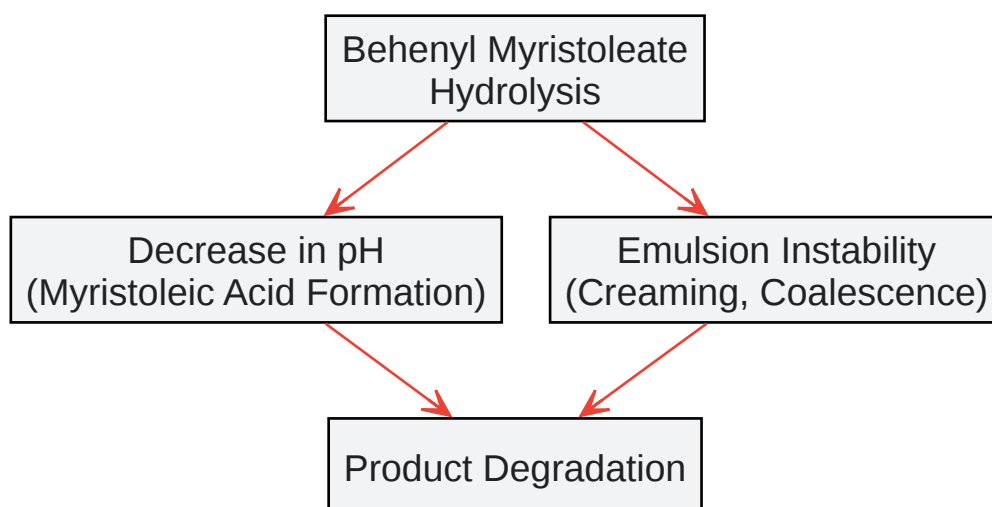 Behenyl Myristoleate
Hydrolysis
Decrease in pH
(Myristoleic Acid Formation)
Emulsion Instability
(Creaming, Coalescence)
Product Degradation